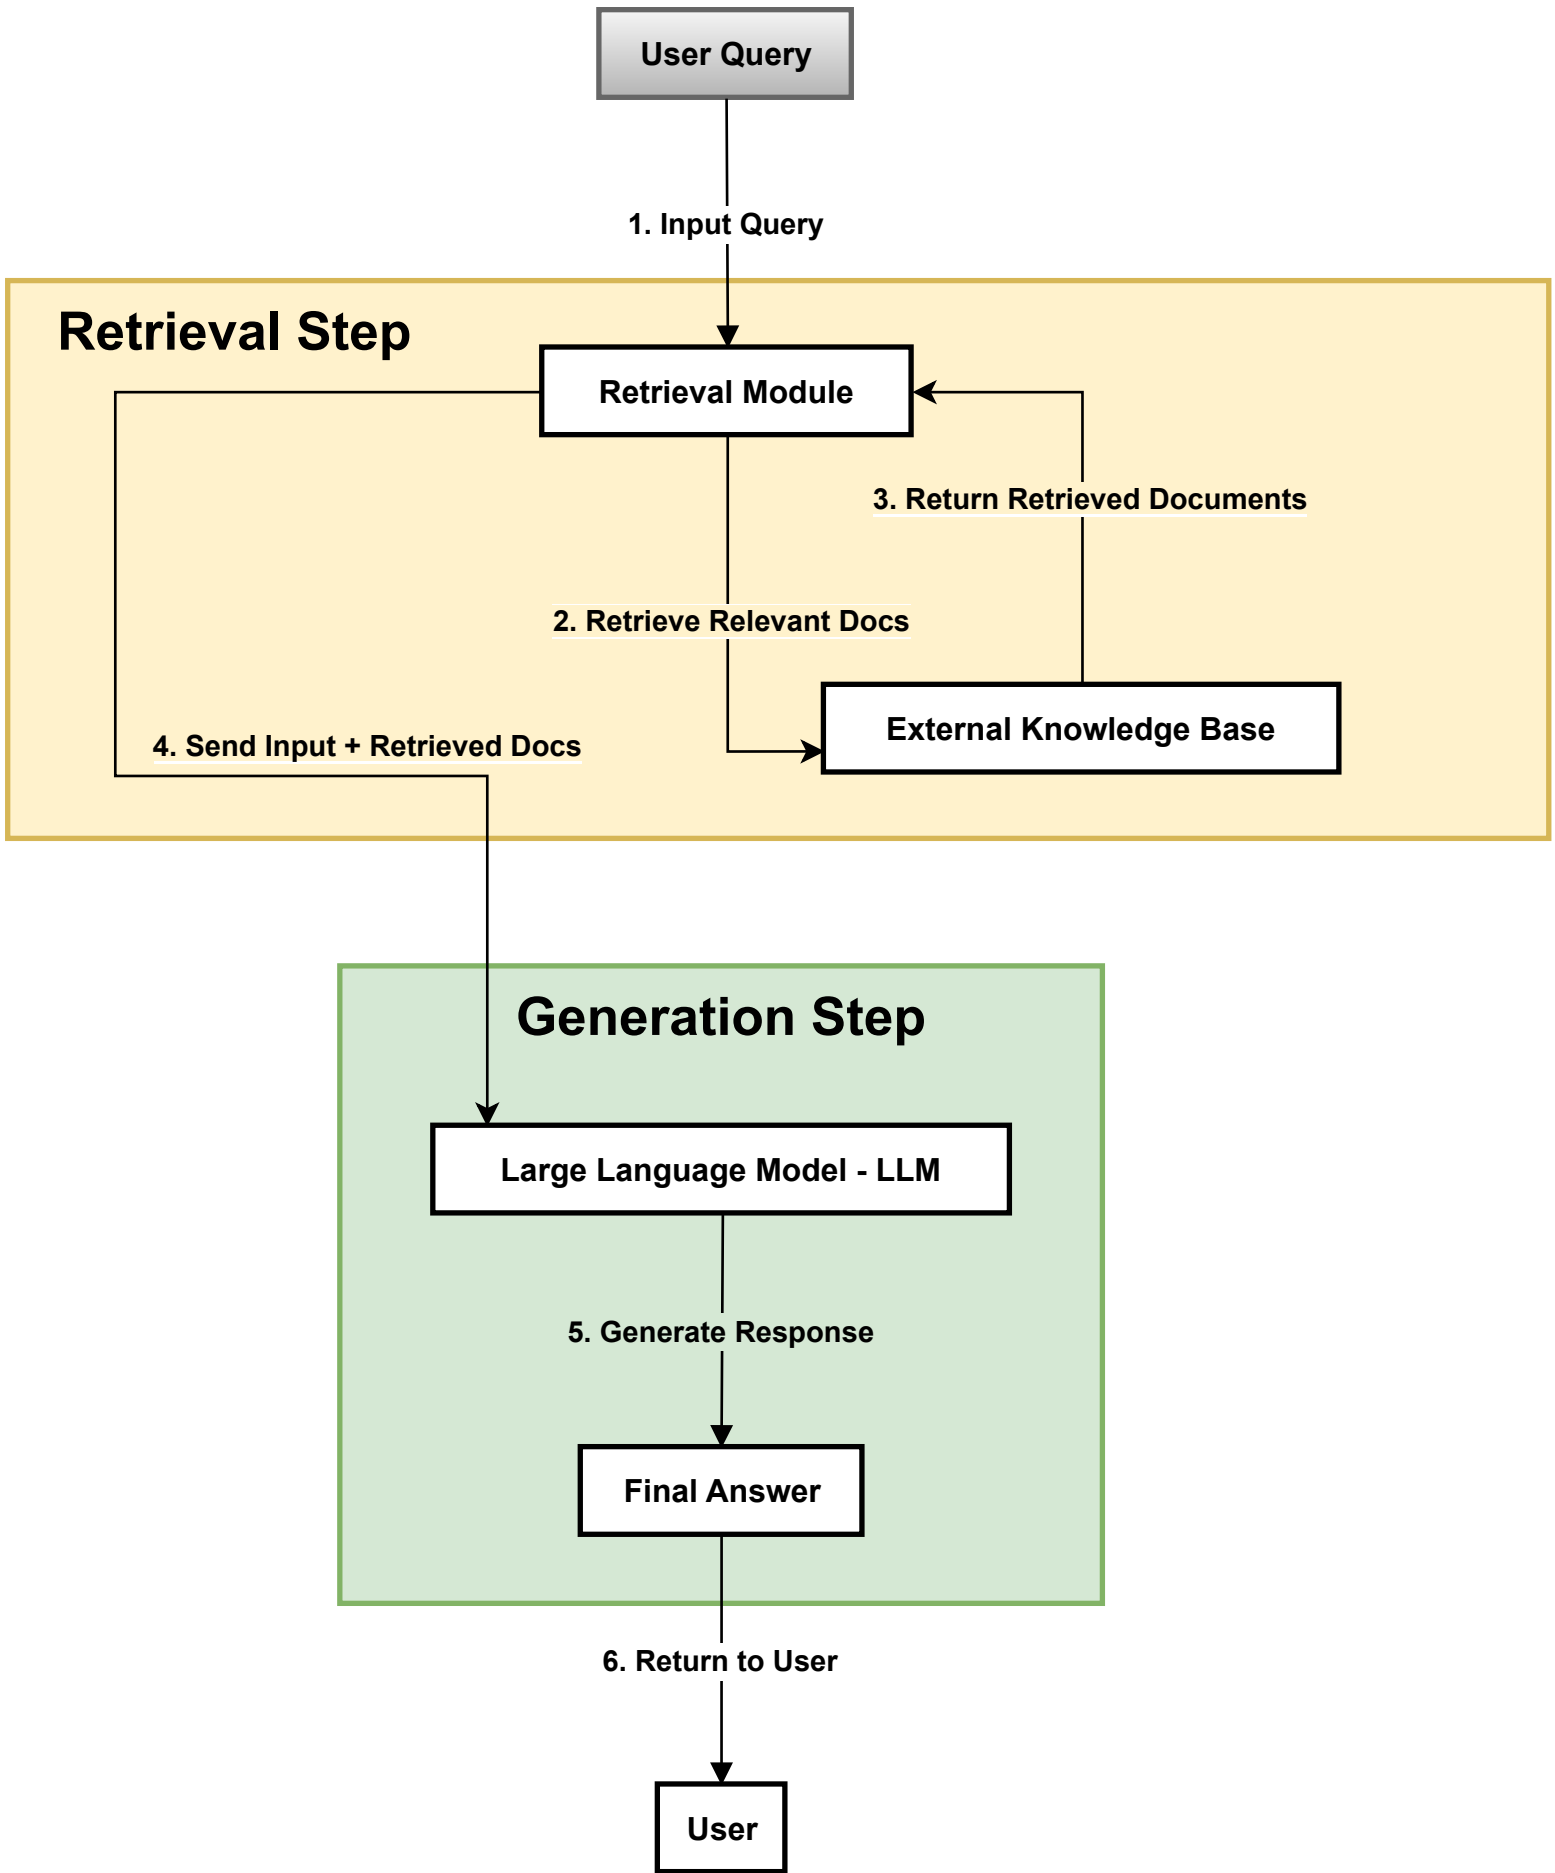 User Query
1. Input Query
Retrieval Step
Retrieval Module
3. Return Retrieved Documents
2. Retrieve Relevant Docs
External Knowledge Base
4. Send Input + Retrieved Docs
Generation Step
Large Language Model - LLM
5. Generate Response
Final Answer
6. Return to User
User